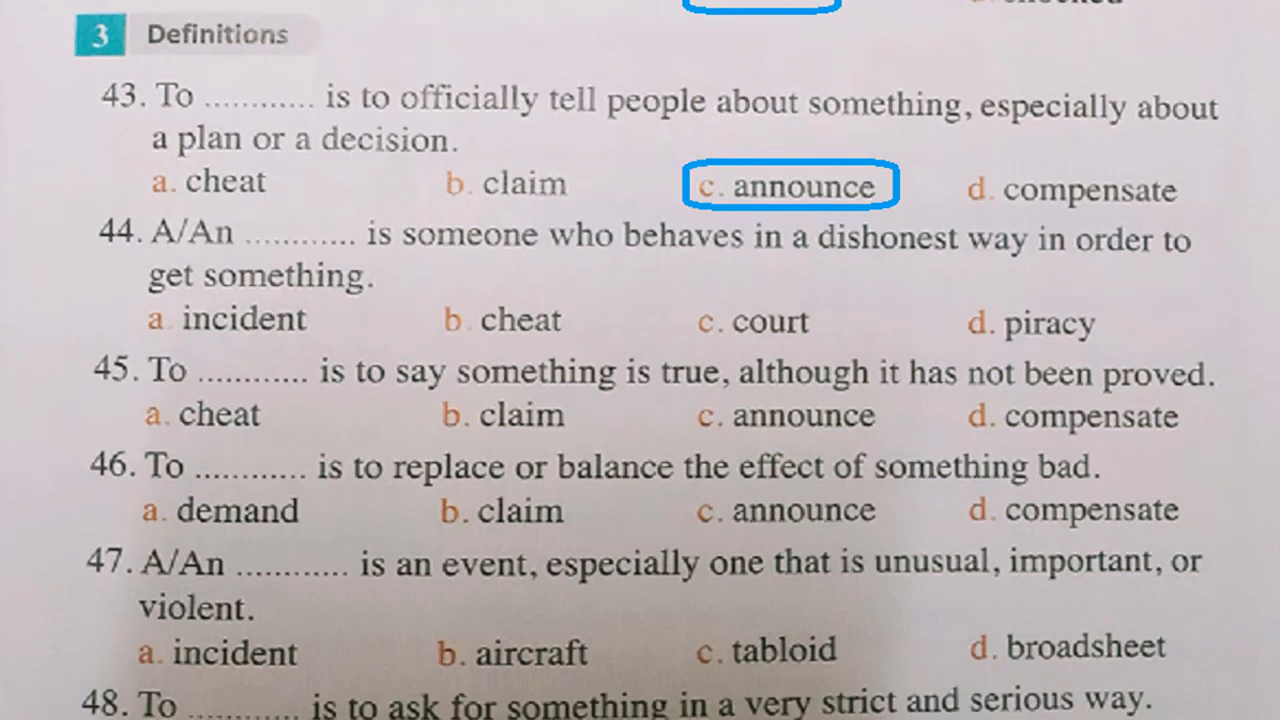 3 Definitions
43. To ............ is to officially tell people about something, especially about
a plan or a decision.
a. cheat b. claim c. announce d. compensate
44. A/An ............ is someone who behaves in a dishonest way in order to
get something.
a. incident b. cheat c. court d. piracy
45. To ............ is to say something is true, although it has not been proved.
a. cheat b. claim c. announce d. compensate
46. To ............ is to replace or balance the effect of something bad.
a. demand b. claim c. announce d. compensate
47. A/An ............ is an event, especially one that is unusual, important, or
violent.
a. incident b. aircraft c. tabloid d. broadsheet
48. To ............ is to ask for something in a very strict and serious way.